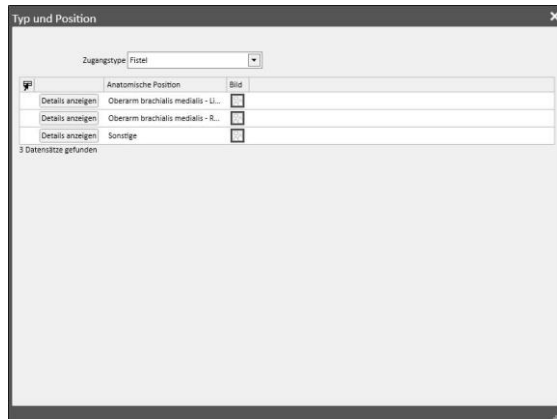 Typ und Position
Zugangstype Fistel
Anatomische Position Bild
Details anzeigen Oberarm brachialis medialis - Li...
Details anzeigen Oberarm brachialis medialis - R...
Details anzeigen Sonstige
3 Datensätze gefunden